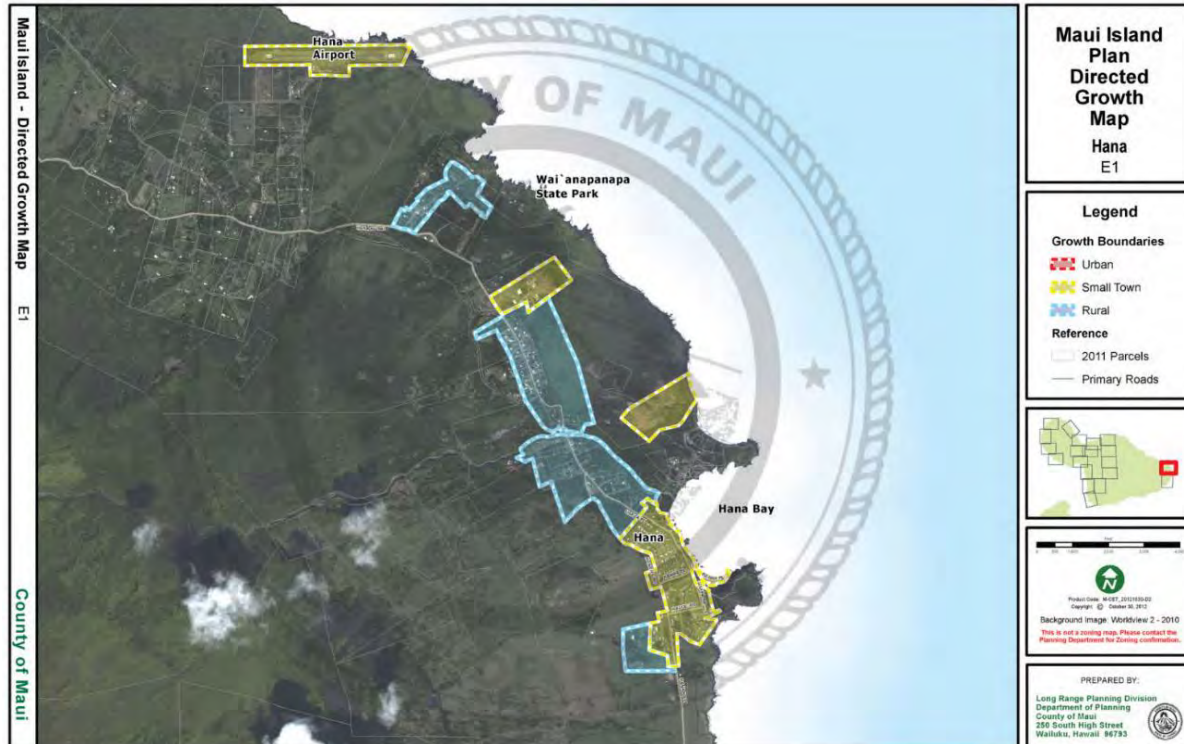 Maui Island - Directed Growth Map E1
County of Maui
Hana
Airport
COUNTY OF MAUI
Wai`anapanapa
State Park
Hana Bay
Hana
Maui Island
Plan
Directed
Growth
Map
Hana
E1
Legend
Growth Boundaries
Urban
Small Town
Rural
Reference
2011 Parcels
Primary Roads
N
Copyright © October 30, 2012
Background Image: Worldview 2 - 2010
This is not a zoning map. Please contact the
Planning Department for Zoning confirmation.
PREPARED BY:
Long Range Planning Division
Department of Planning
County of Maui
250 South High Street
Wailuku, Hawaii 96793